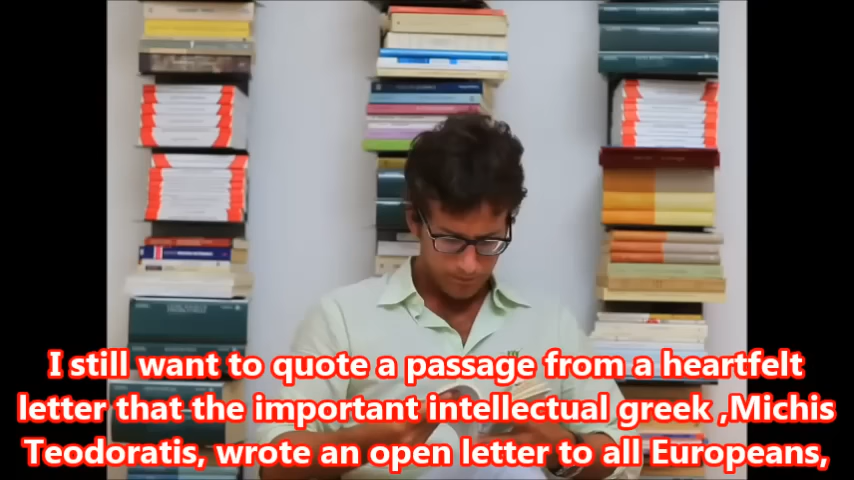 I still want to quote a passage from a heartfelt
letter that the important intellectual greek ,Michis
Teodoratis, wrote an open letter to all Europeans,